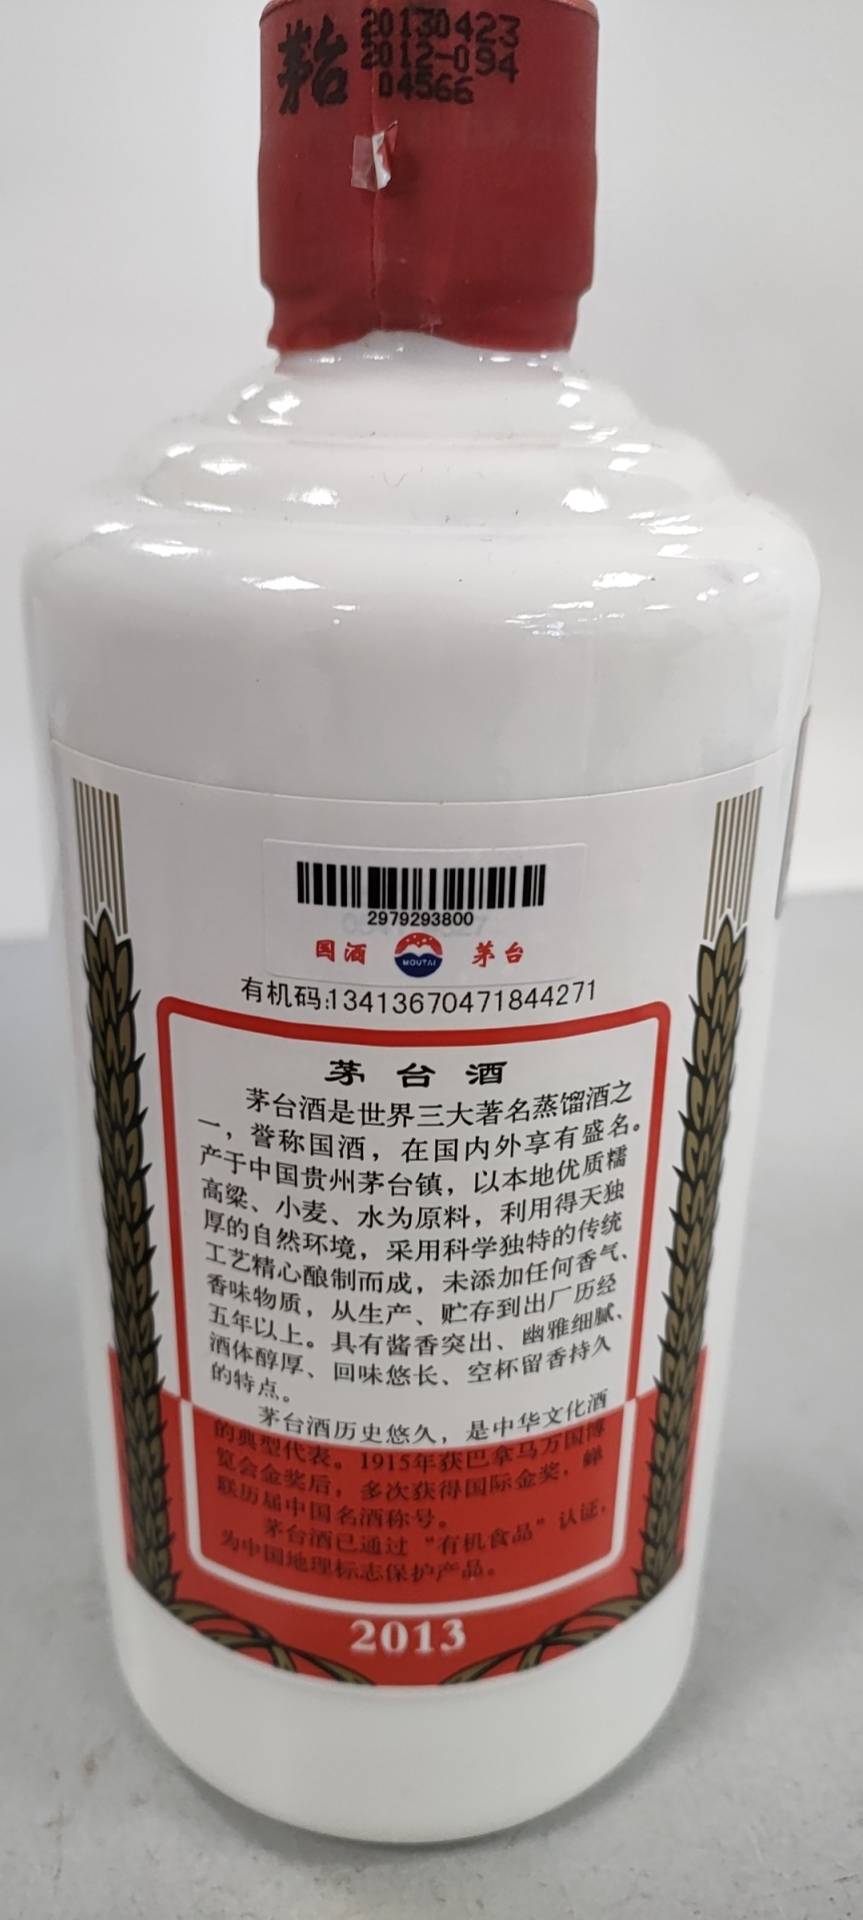 茅台
20130423
2012-094
04566
2979293800
国酒
MOUTAI
茅台
有机码:13413670471844271
茅台酒
茅台酒是世界三大著名蒸馏酒之
一，誉称国酒，在国内外享有盛名。
产于中国贵州茅台镇，以本地优质糯
高粱、小麦、水为原料，利用得天独
厚的自然环境，采用科学独特的传统
工艺精心酿制而成，未添加任何香气、
香味物质，从生产、贮存到出厂历经
五年以上。具有酱香突出、幽雅细腻、
酒体醇厚、回味悠长、空杯留香持久
的特点。
茅台酒历史悠久，是中华文化酒
的典型代表。1915年获巴拿马万国博
览会金奖后，多次获得国际金奖，蝉
联历届中国名酒称号。
茅台酒已通过“有机食品”认证，
为中国地理标志保护产品。
2013